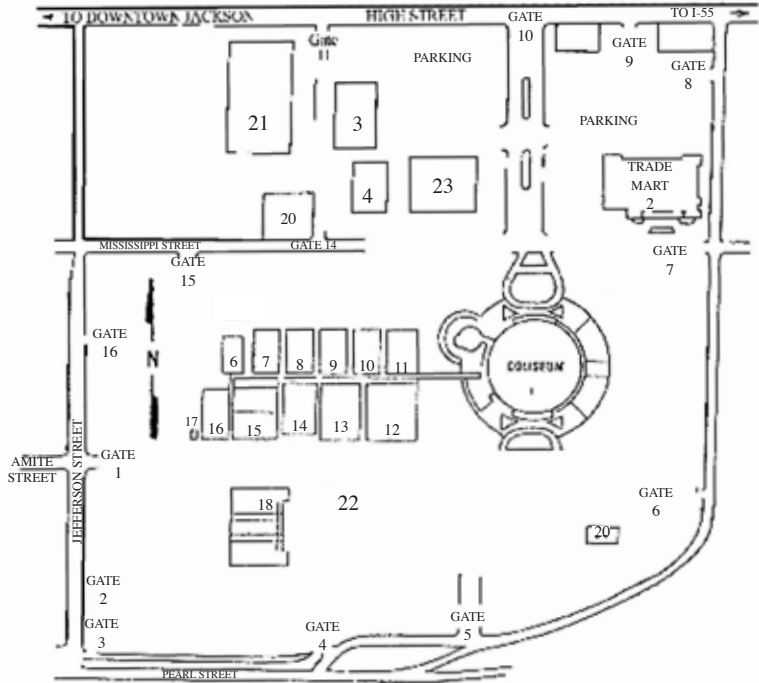 TO DOWNTOWN JACKSON
HIGH STREET
GATE
10
TO I-55
Gate
11
PARKING
GATE
9
GATE
8
21
3
PARKING
4
23
TRADE
MART
2
20
MISSISSIPPI STREET
GATE 14
GATE
15
GATE
7
GATE
16
N
6
7
8
9
10
11
COLISEUM
1
17
16
15
14
13
12
AMITE
STREET
JEFFERSON STREET
GATE
1
18
22
GATE
6
20
GATE
2
GATE
3
GATE
4
GATE
5
PEARL STREET